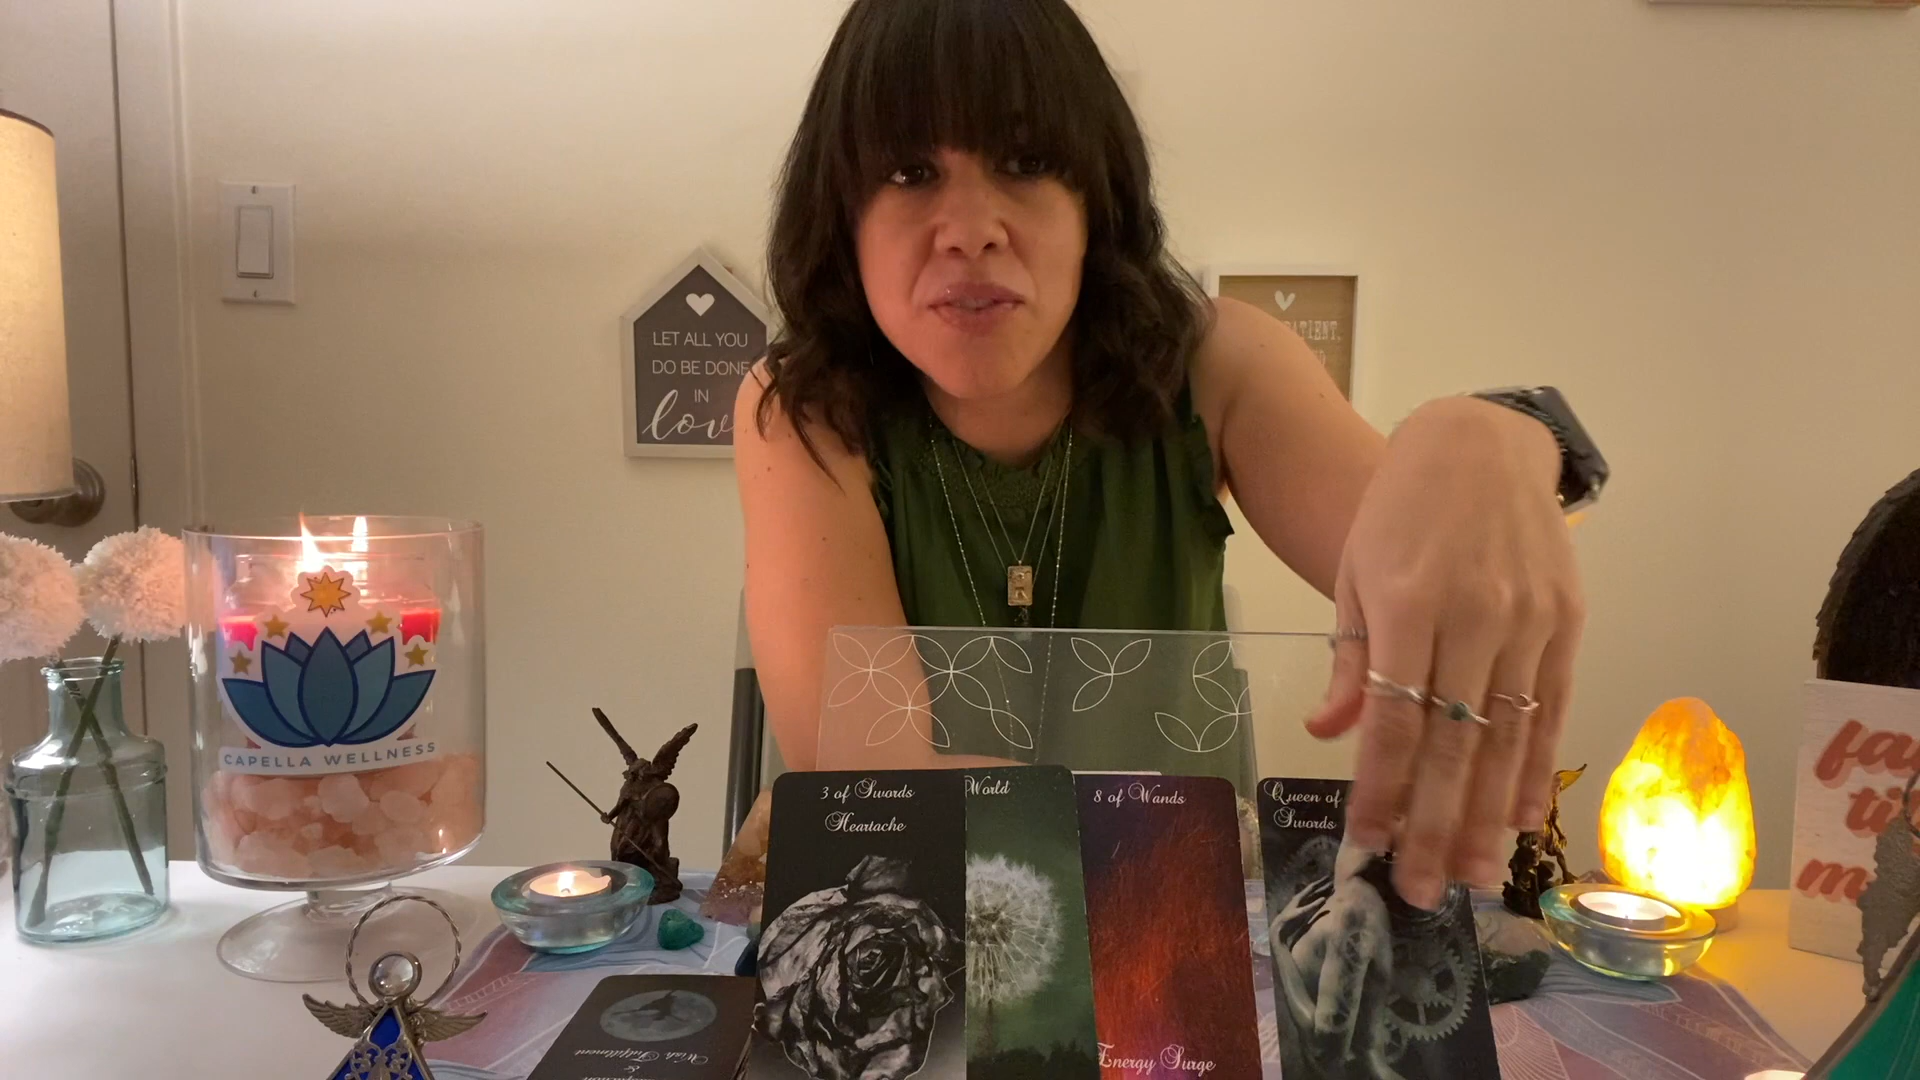 LET ALL YOU
DO BE DONE
IN
CAPELLA WELLNESS
3 of Swords
Heartache
World
8 of Wands
Energy Surge
Queen of
Swords
Wish Fulfillment
&